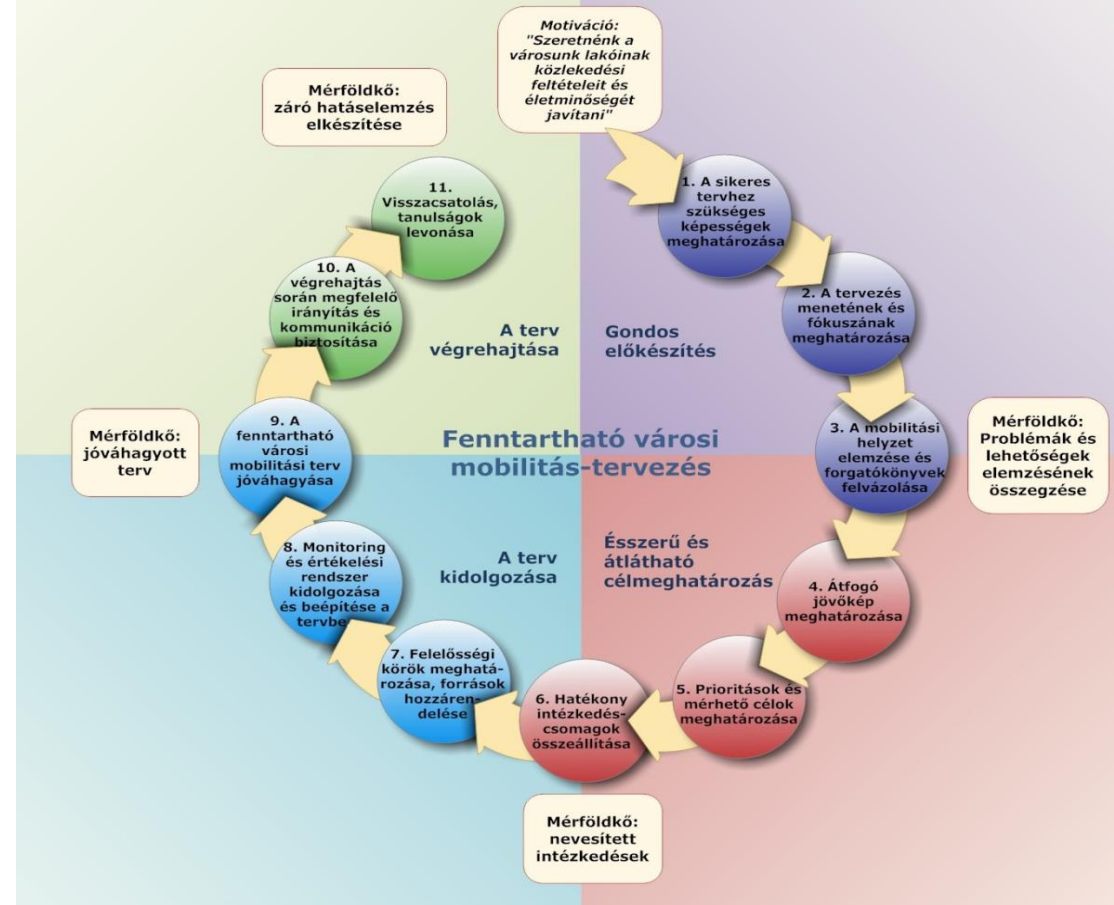 Motiváció:
"Szeretnénk a
városunk lakóinak
közlekedési
feltételeit és
életminőségét
javítani"
1. A sikeres
tervhez
szükséges
képességek
meghatározása
2. A tervezés
menetének és
fókuszának
meghatározása
3. A mobilitási
helyzet
elemzése és
forgatókönyvek
felvázolása
Mérföldkő:
Problémák és
lehetőségek
elemzésének
összegzése
4. Átfogó
jövőkép
meghatározása
5. Prioritások és
mérhető célok
meghatározása
6. Hatékony
intézkedés-
csomagok
összeállítása
Mérföldkő:
nevesített
intézkedések
7. Felelősségi
körök meghatá-
rozása, források
hozzáren-
delése
8. Monitoring
és értékelési
rendszer
kidolgozása
és beépítése a
tervbe
9. A
fenntartható
városi
mobilitási terv
jóváhagyása
Mérföldkő:
jóváhagyott
terv
10. A
végrehajtás
során megfelelő
irányítás és
kommunikáció
biztosítása
11.
Visszacsatolás,
tanulságok
levonása
Mérföldkő:
záró hatáselemzés
elkészítése
A terv
végrehajtása
Gondos
előkészítés
Fenntartható városi
mobilitás-tervezés
A terv
kidolgozása
Ésszerű és
átlátható
célmeghatározás